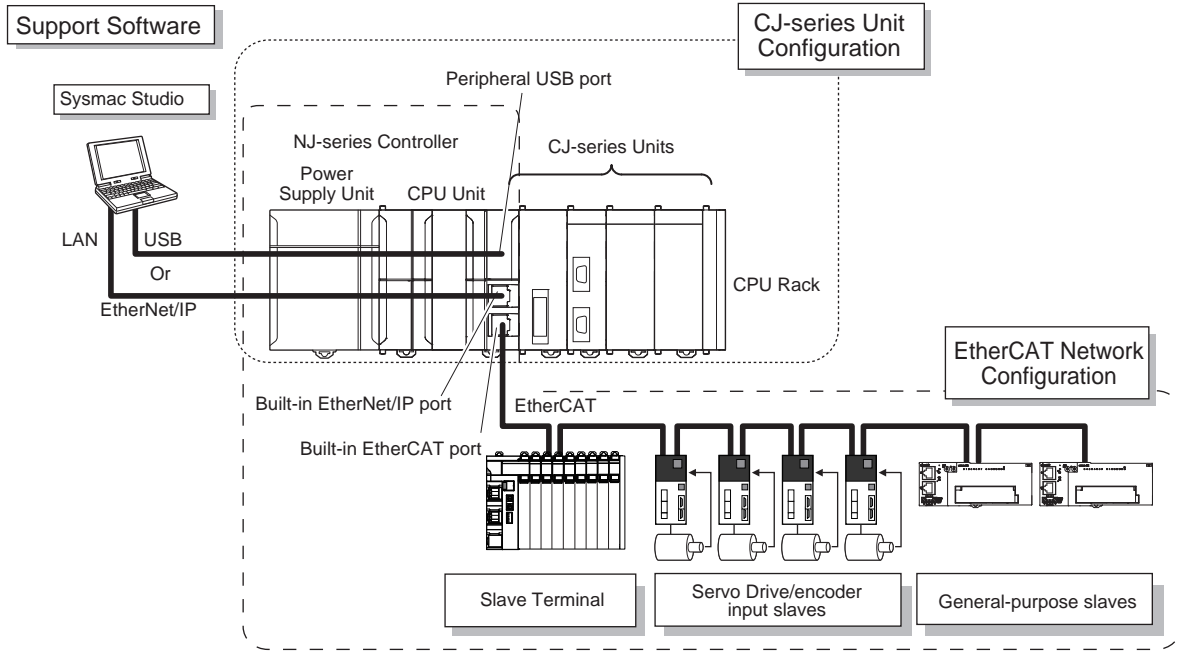 Support Software
CJ-series Unit
Configuration
Sysmac Studio
Peripheral USB port
NJ-series Controller
CJ-series Units
Power
Supply Unit
CPU Unit
LAN
USB
Or
EtherNet/IP
CPU Rack
EtherCAT Network
Configuration
Built-in EtherNet/IP port
EtherCAT
Built-in EtherCAT port
Slave Terminal
Servo Drive/encoder
input slaves
General-purpose slaves